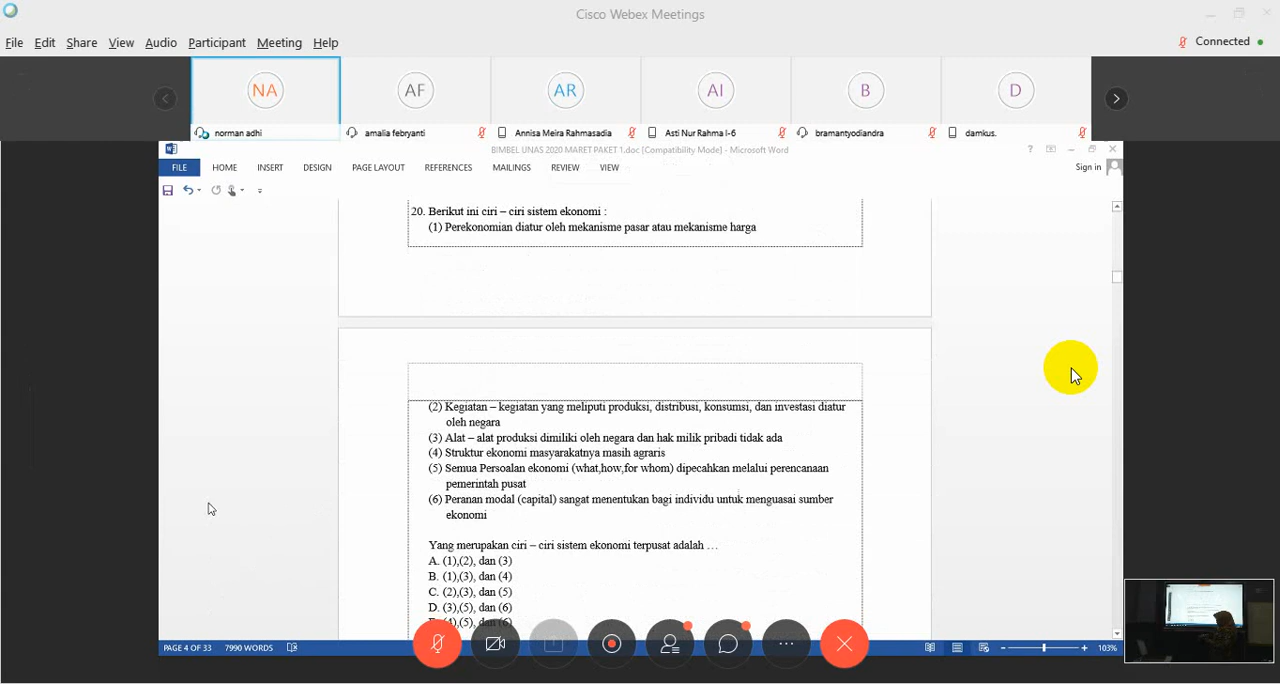 Cisco Webex Meetings
File Edit Share View Audio Participant Meeting Help
Connected
NA
AF
AR
AI
B
D
norman adhi
amalia febryanti
Annisa Meira Rahmasadia
Asti Nur Rahma I-6
bramantyodiandra
damkus.
BIMBEL UNAS 2020 MARET PAKET 1.doc [Compatibility Mode] - Microsoft Word
FILE HOME INSERT DESIGN PAGE LAYOUT REFERENCES MAILINGS REVIEW VIEW
Sign in
20. Berikut ini ciri – ciri sistem ekonomi :
(1) Perekonomian diatur oleh mekanisme pasar atau mekanisme harga
(2) Kegiatan – kegiatan yang meliputi produksi, distribusi, konsumsi, dan investasi diatur
oleh negara
(3) Alat – alat produksi dimiliki oleh negara dan hak milik pribadi tidak ada
(4) Struktur ekonomi masyarakatnya masih agraris
(5) Semua Persoalan ekonomi (what,how,for whom) dipecahkan melalui perencanaan
pemerintah pusat
(6) Peranan modal (capital) sangat menentukan bagi individu untuk menguasai sumber
ekonomi
Yang merupakan ciri – ciri sistem ekonomi terpusat adalah …
A. (1),(2), dan (3)
B. (1),(3), dan (4)
C. (2),(3), dan (5)
D. (3),(5), dan (6)
(4),(5), dan (6)
PAGE 4 OF 33 7990 WORDS
103%